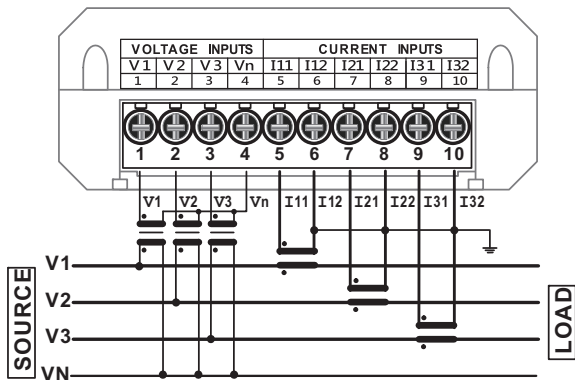 VOLTAGE INPUTS CURRENT INPUTS
V1 V2 V3 Vn I11 I12 I21 I22 I31 I32
1 2 3 4 5 6 7 8 9 10
1 2 3 4 5 6 7 8 9 10
V1 V2 V3 Vn I11 I12 I21 I22 I31 I32
SOURCE
V1
V2
V3
VN
LOAD